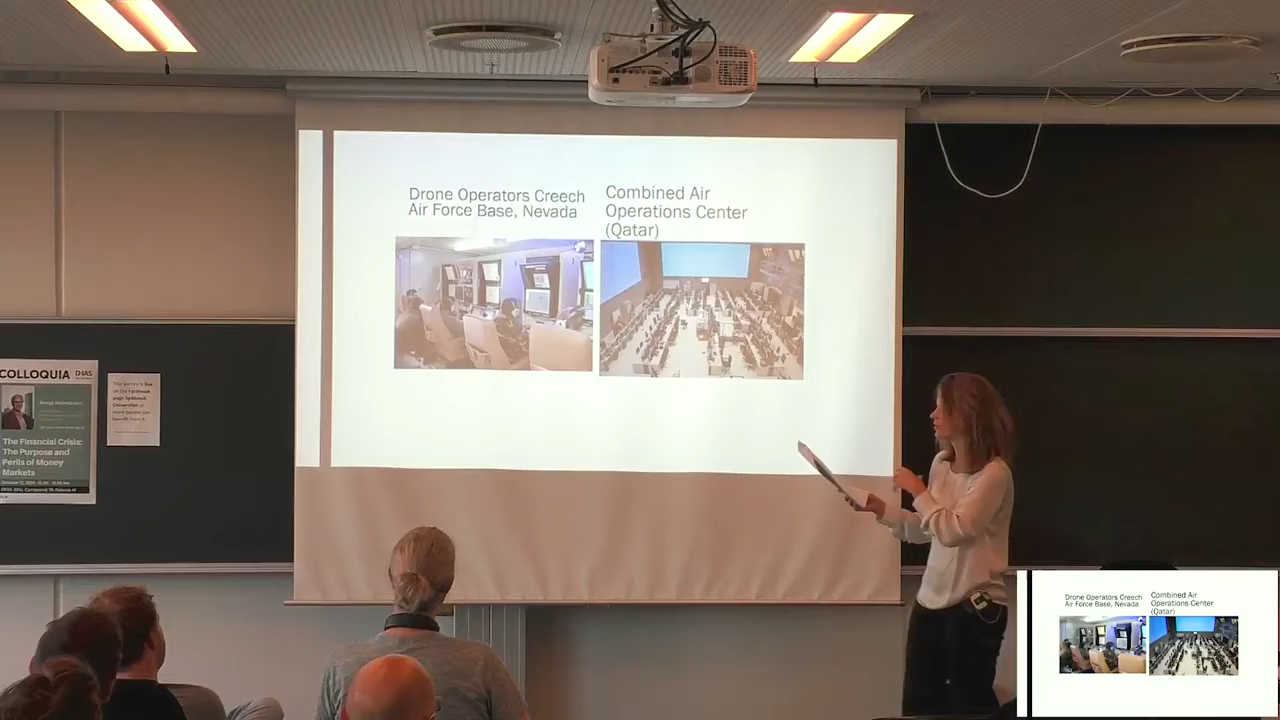 Drone Operators Creech
Air Force Base, Nevada
Combined Air
Operations Center
(Qatar)
COLLOQUIA
The Financial Crisis:
The Purpose and
Perils of Money
Markets
Drone Operators Creech
Air Force Base, Nevada
Combined Air
Operations Center
(Qatar)